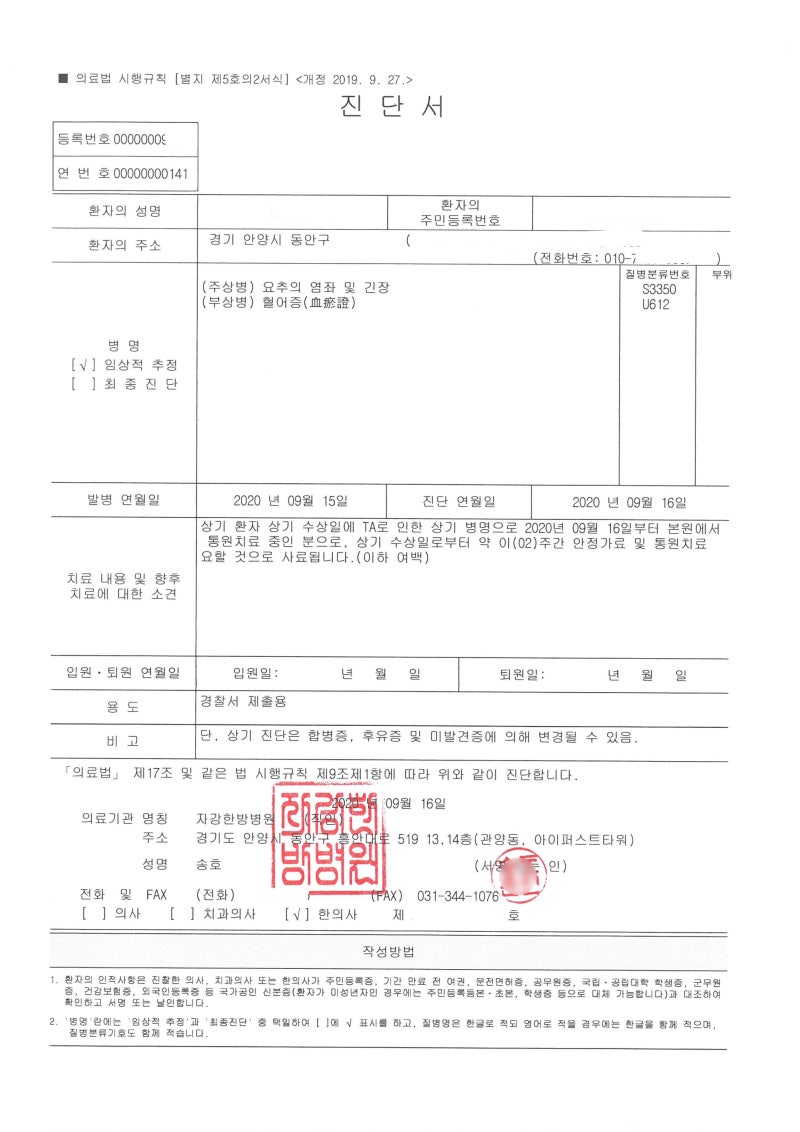 ■ 의료법 시행규칙 [별지 제5호의2서식] <개정 2019. 9. 27.>
진 단 서
등록번호 0000000
연 번 호 00000000141
환자의 성명
환자의
주민등록번호
환자의 주소
경기 안양시 동안구 (
(전화번호: 010-7 )
병 명
[√] 임상적 추정
[ ] 최 종 진 단
(주상병) 요추의 염좌 및 긴장
(부상병) 혈어증(血瘀證)
질병분류번호 부위
S3350
U612
발병 연월일 2020 년 09월 15일 진단 연월일 2020 년 09월 16일
치료 내용 및 향후
치료에 대한 소견
상기 환자 상기 수상일에 TA로 인한 상기 병명으로 2020년 09월 16일부터 본원에서
통원치료 중인 분으로, 상기 수상일로부터 약 이(02)주간 안정가료 및 통원치료
요할 것으로 사료됩니다.(이하 여백)
입원·퇴원 연월일 입원일: 년 월 일 퇴원일: 년 월 일
용 도 경찰서 제출용
비 고 단, 상기 진단은 합병증, 후유증 및 미발견증에 의해 변경될 수 있음.
「의료법」 제17조 및 같은 법 시행규칙 제9조제1항에 따라 위와 같이 진단합니다.
2020 년 09월 16일
의료기관 명칭 자강한방병원 (직인)
주소 경기도 안양시 동안구 흥안대로 519 13,14층(관양동, 아이퍼스트타워)
성명 송호 (서명 인)
전화 및 FAX (전화) (FAX) 031-344-1076
[ ] 의사 [ ] 치과의사 [√] 한의사 제 호
작성방법
1. 환자의 인적사항은 진찰한 의사, 치과의사 또는 한의사가 주민등록증, 기간 만료 전 여권, 운전면허증, 공무원증, 국립·공립대학 학생증, 군무원
증, 건강보험증, 외국인등록증 등 국가공인 신분증(환자가 미성년자인 경우에는 주민등록등본·초본, 학생증 등으로 대체 가능합니다)과 대조하여
확인하고 서명 또는 날인합니다.
2. '병명'란에는 '임상적 추정'과 '최종진단' 중 택일하여 [ ]에 √ 표시를 하고, 질병명은 한글로 적되 영어로 적을 경우에는 한글을 함께 적으며,
질병분류기호도 함께 적습니다.